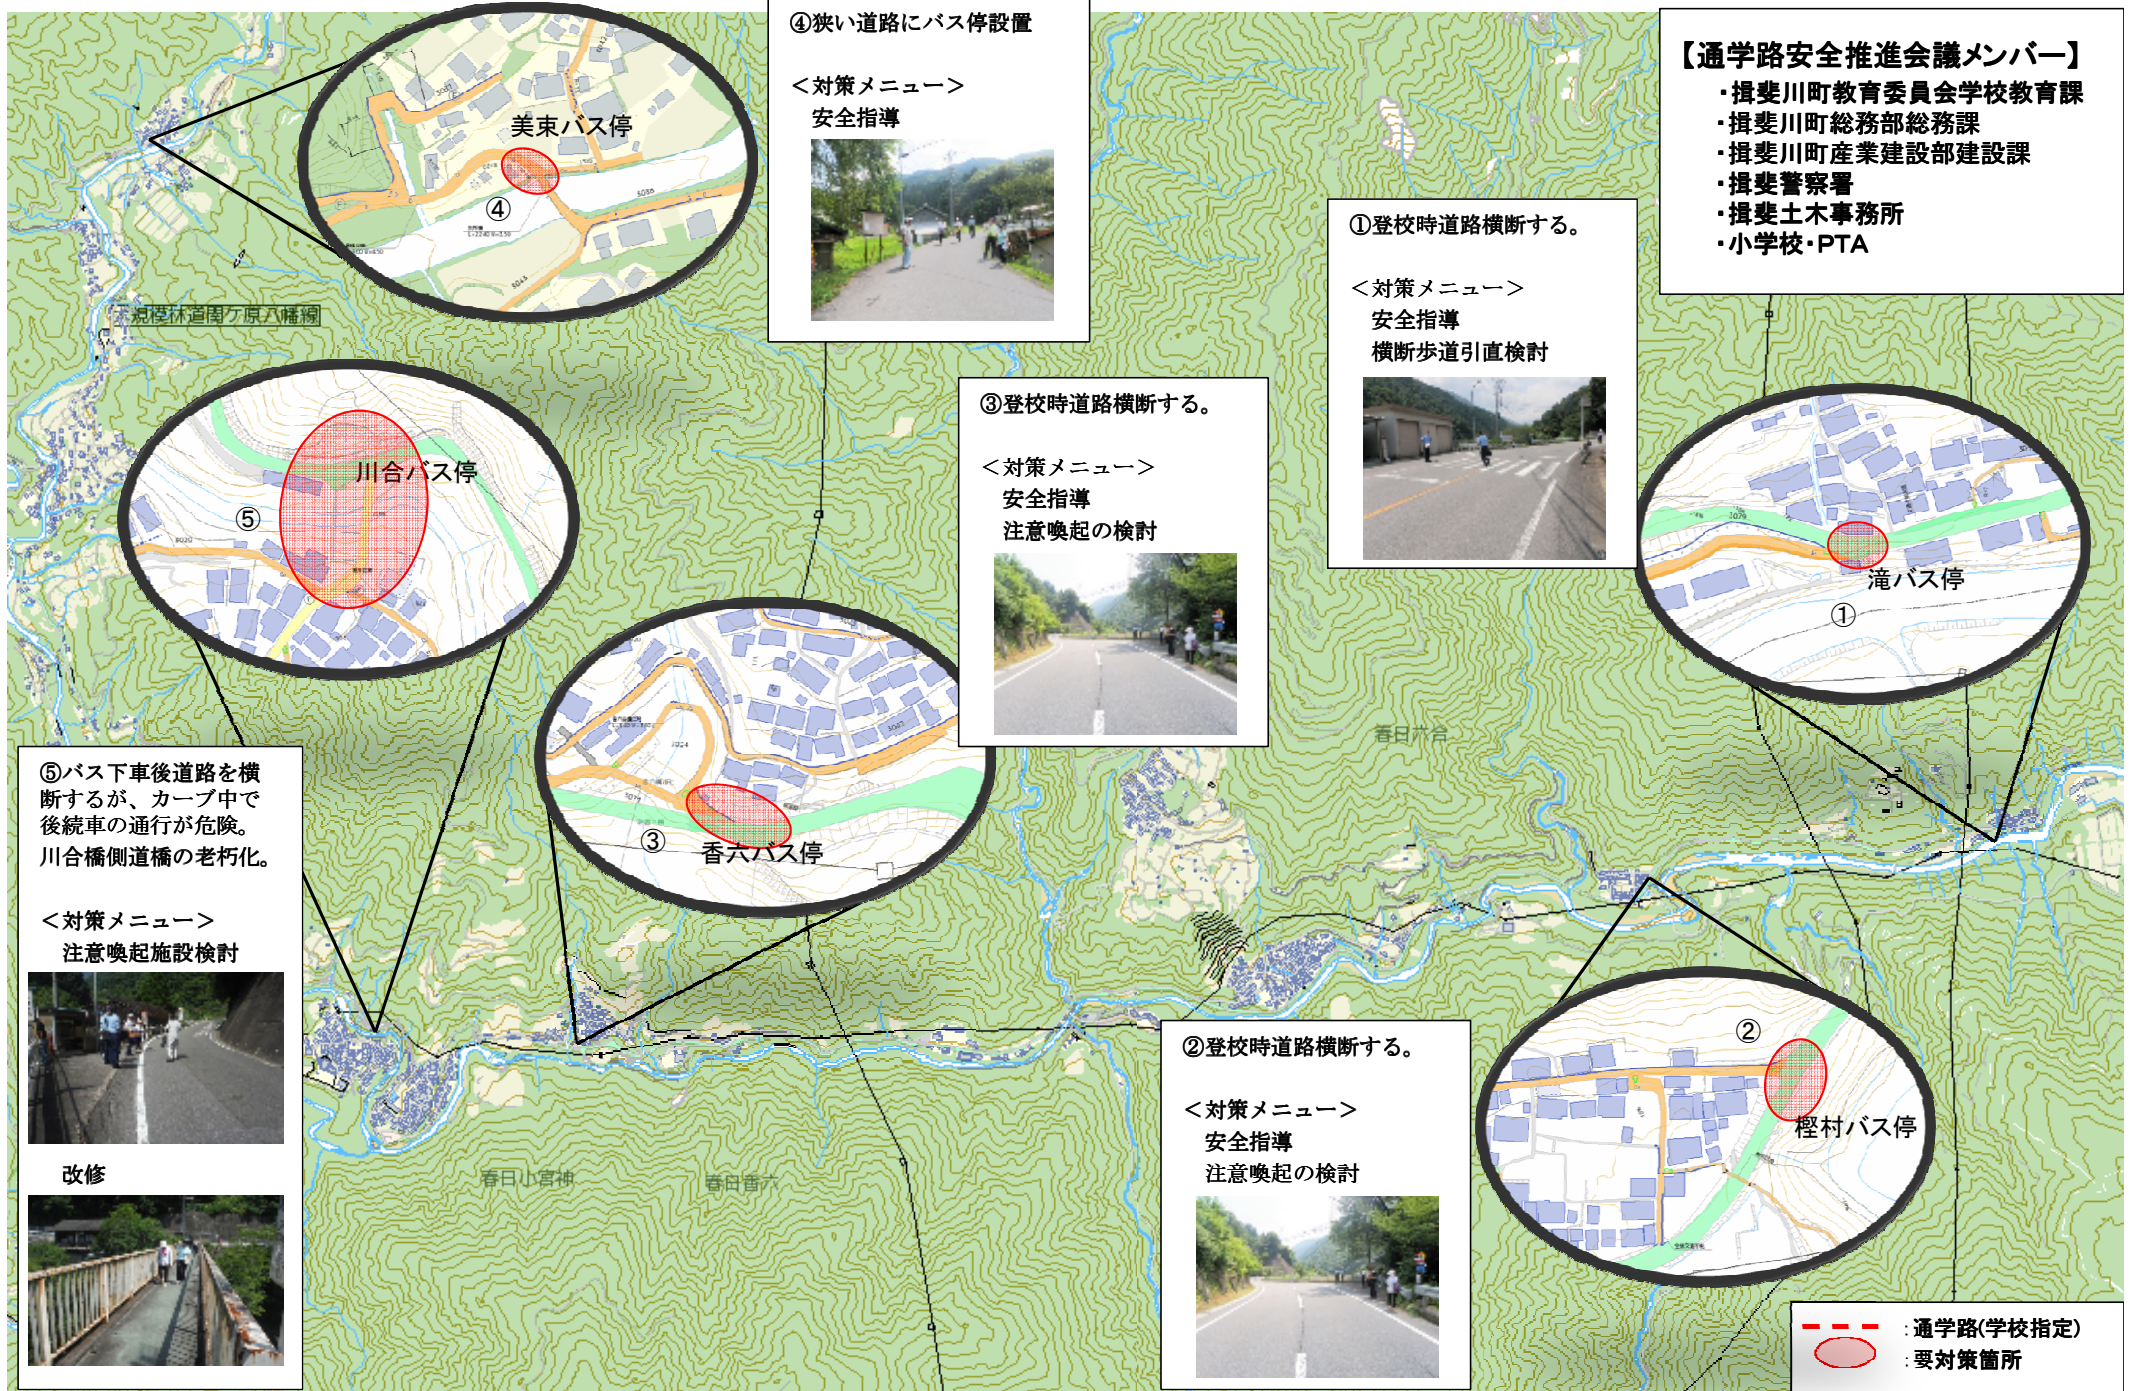 ④狭い道路にバス停設置
＜対策メニュー＞
安全指導
美束バス停
④
【通学路安全推進会議メンバー】
・揖斐川町教育委員会学校教育課
・揖斐川町総務部総務課
・揖斐川町産業建設部建設課
・揖斐警察署
・揖斐土木事務所
・小学校・PTA
①登校時道路横断する。
＜対策メニュー＞
安全指導
横断歩道引直検討
滝バス停
①
規模林道関ケ原八幡線
③登校時道路横断する。
＜対策メニュー＞
安全指導
注意喚起の検討
川合バス停
⑤
香六バス停
③
春日六合
⑤バス下車後道路を横
断するが、カーブ中で
後続車の通行が危険。
川合橋側道橋の老朽化。
＜対策メニュー＞
注意喚起施設検討
改修
②登校時道路横断する。
＜対策メニュー＞
安全指導
注意喚起の検討
②
樫村バス停
春日小宮神
春日香六
：通学路(学校指定)
：要対策箇所